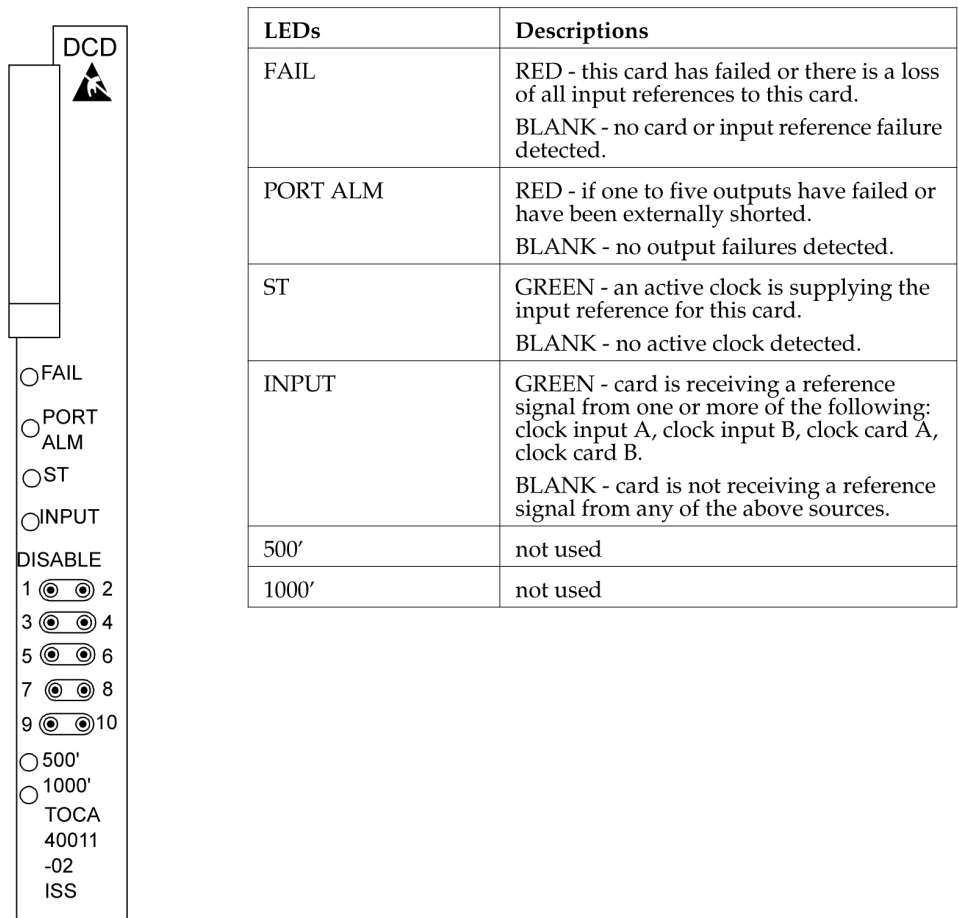 DCD
FAIL
PORT
ALM
ST
INPUT
DISABLE
1 2
3 4
5 6
7 8
9 10
500'
1000'
TOCA
40011
-02
ISS
LEDs Descriptions
FAIL RED - this card has failed or there is a loss
of all input references to this card.
BLANK - no card or input reference failure
detected.
PORT ALM RED - if one to five outputs have failed or
have been externally shorted.
BLANK - no output failures detected.
ST GREEN - an active clock is supplying the
input reference for this card.
BLANK - no active clock detected.
INPUT GREEN - card is receiving a reference
signal from one or more of the following:
clock input A, clock input B, clock card A,
clock card B.
BLANK - card is not receiving a reference
signal from any of the above sources.
500′ not used
1000′ not used